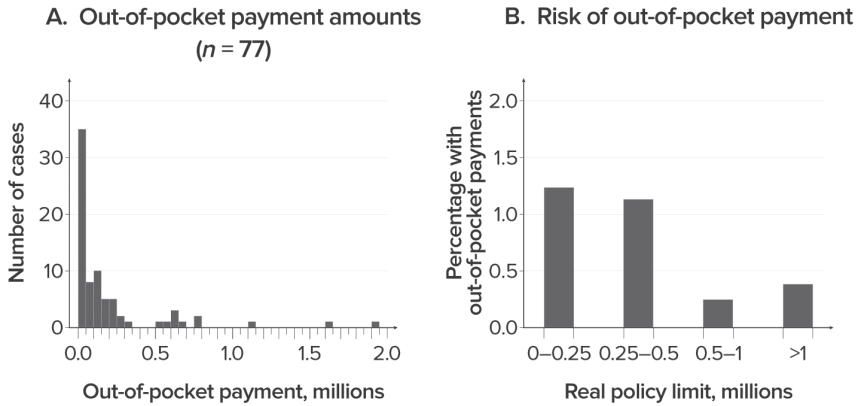 A. Out-of-pocket payment amounts
(n = 77)
Number of cases
40
30
20
10
0
0.0 0.5 1.0 1.5 2.0
Out-of-pocket payment, millions
B. Risk of out-of-pocket payment
Percentage with
out-of-pocket payments
2.0
1.5
1.0
0.5
0.0
0–0.25 0.25–0.5 0.5–1 >1
Real policy limit, millions